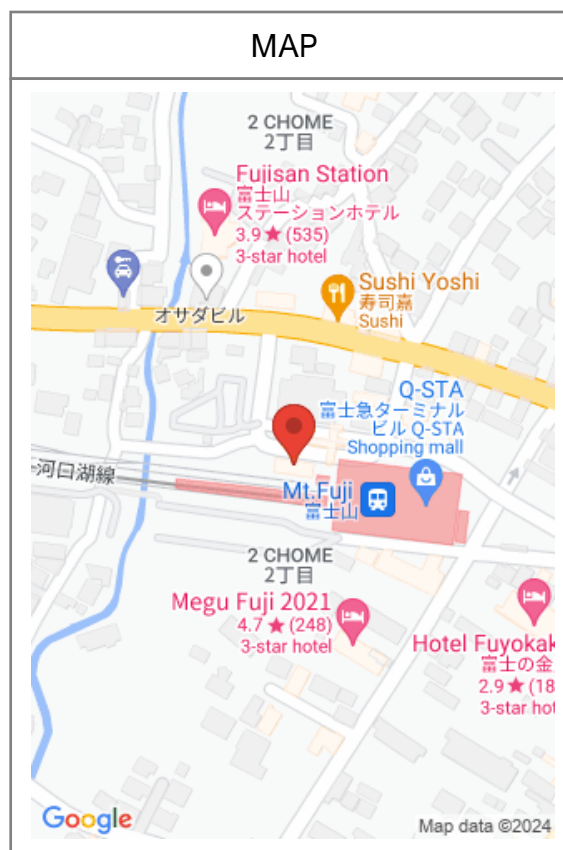 MAP
2 CHOME
2丁目
Fujisan Station
富士山
ステーションホテル
3.9★(535)
3-star hotel
オサダビル
Sushi Yoshi
寿司嘉
Sushi
Q-STA
富士急ターミナル
ビル Q-STA
Shopping mall
河口湖線
Mt.Fuji
富士山
2 CHOME
2丁目
Megu Fuji 2021
4.7★(248)
3-star hotel
Hotel Fuyokak
富士の金
2.9★(18
3-star hot
Google
Map data ©2024